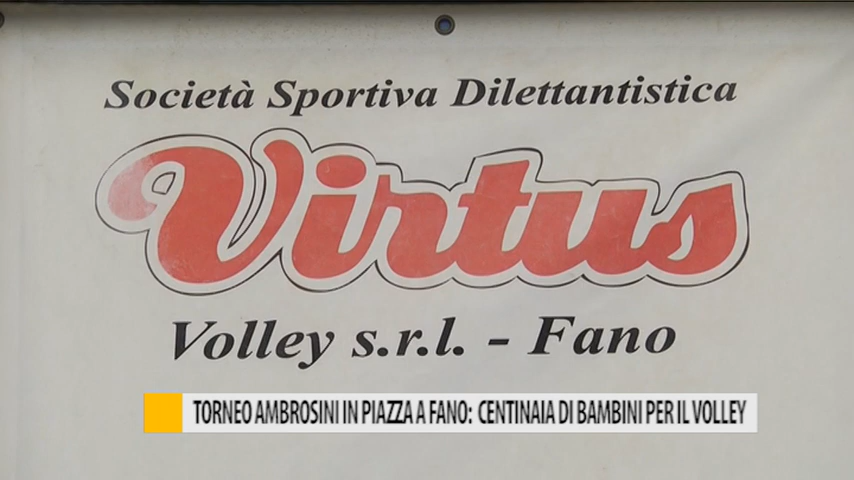 Società Sportiva Dilettantistica
Virtus
Volley s.r.l. - Fano
TORNEO AMBROSINI IN PIAZZA A FANO: CENTINAIA DI BAMBINI PER IL VOLLEY